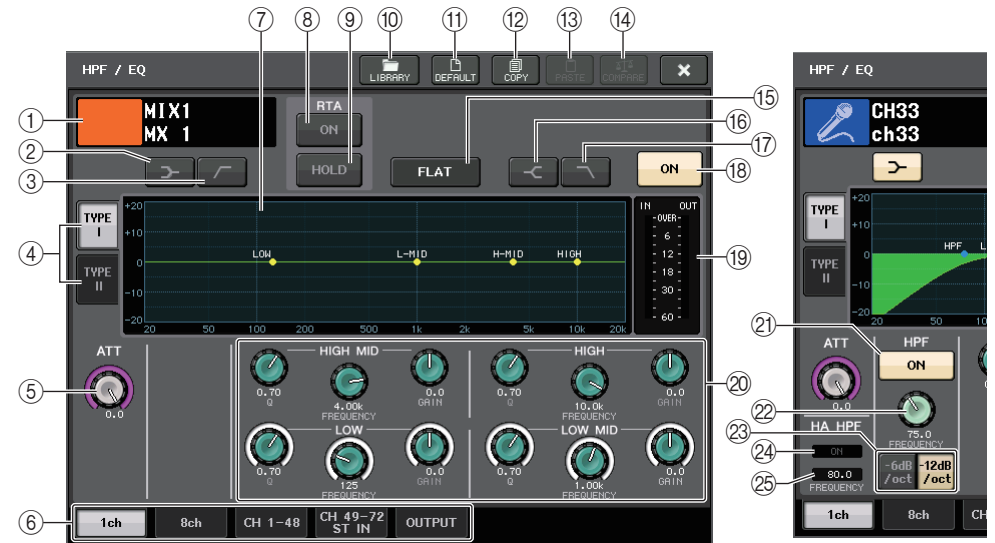 ⑦ ⑧ ⑨ ⑩ ⑪ ⑫ ⑬ ⑭
HPF / EQ
LIBRARY DEFAULT COPY PASTE COMPARE
HPF / EQ
① MIX1
MX 1
RTA
ON
HOLD
FLAT
ON
⑮
⑯
⑰
⑱
CH33
ch33
②
③
④
TYPE
I
TYPE
II
+20
+10
0
-10
-20
LOW L-MID H-MID HIGH
20 50 100 200 500 1k 2k 5k 10k 20k
IN OUT
-OVER-
6
12
18
30
60
⑲
TYPE
I
TYPE
II
+20
+10
0
-10
-20
HPF L
20 50 10
ATT
⑤
0.0
HIGH MID
0.70
Q
4.00k
FREQUENCY
0.0
GAIN
HIGH
0.70
Q
10.0k
FREQUENCY
0.0
GAIN
⑳
LOW
0.70
Q
125
FREQUENCY
0.0
GAIN
LOW MID
0.70
Q
1.00k
FREQUENCY
0.0
GAIN
㉑
㉒
㉓
㉔
㉕
ATT
0.0
HPF
ON
75.0
FREQUENCY
HA HPF
ON
80.0
FREQUENCY
-6dB
/oct
-12dB
/oct
⑥ 1ch 8ch CH 1-48 CH 49-72
ST IN OUTPUT
1ch 8ch CH